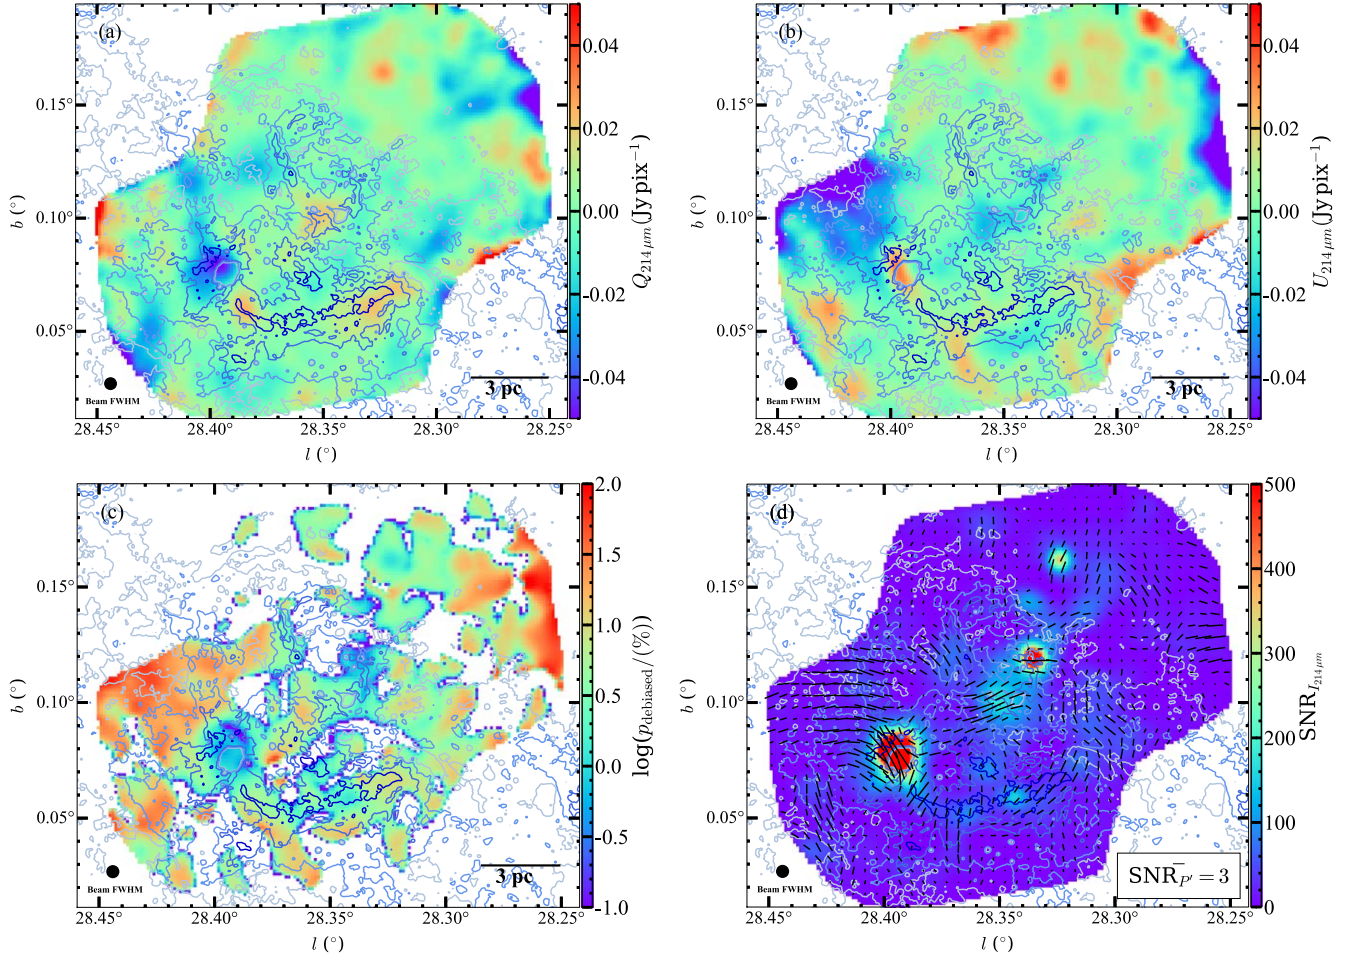 (a)
0.15°
0.10°
0.05°
b (°)
28.45° 28.40° 28.35° 28.30° 28.25°
l (°)
Beam FWHM
3 pc
0.04
0.02
0.00
-0.02
-0.04
Q214 μm (Jy pix⁻¹)
(b)
0.15°
0.10°
0.05°
b (°)
28.45° 28.40° 28.35° 28.30° 28.25°
l (°)
Beam FWHM
3 pc
0.04
0.02
0.00
-0.02
-0.04
U214 μm (Jy pix⁻¹)
(c)
0.15°
0.10°
0.05°
b (°)
28.45° 28.40° 28.35° 28.30° 28.25°
l (°)
Beam FWHM
3 pc
2.0
1.5
1.0
0.5
0.0
-0.5
-1.0
log(pdebiased/(%))
(d)
0.15°
0.10°
0.05°
b (°)
28.45° 28.40° 28.35° 28.30° 28.25°
l (°)
Beam FWHM
SNRP′ = 3
500
400
300
200
100
0
SNRI214 μm